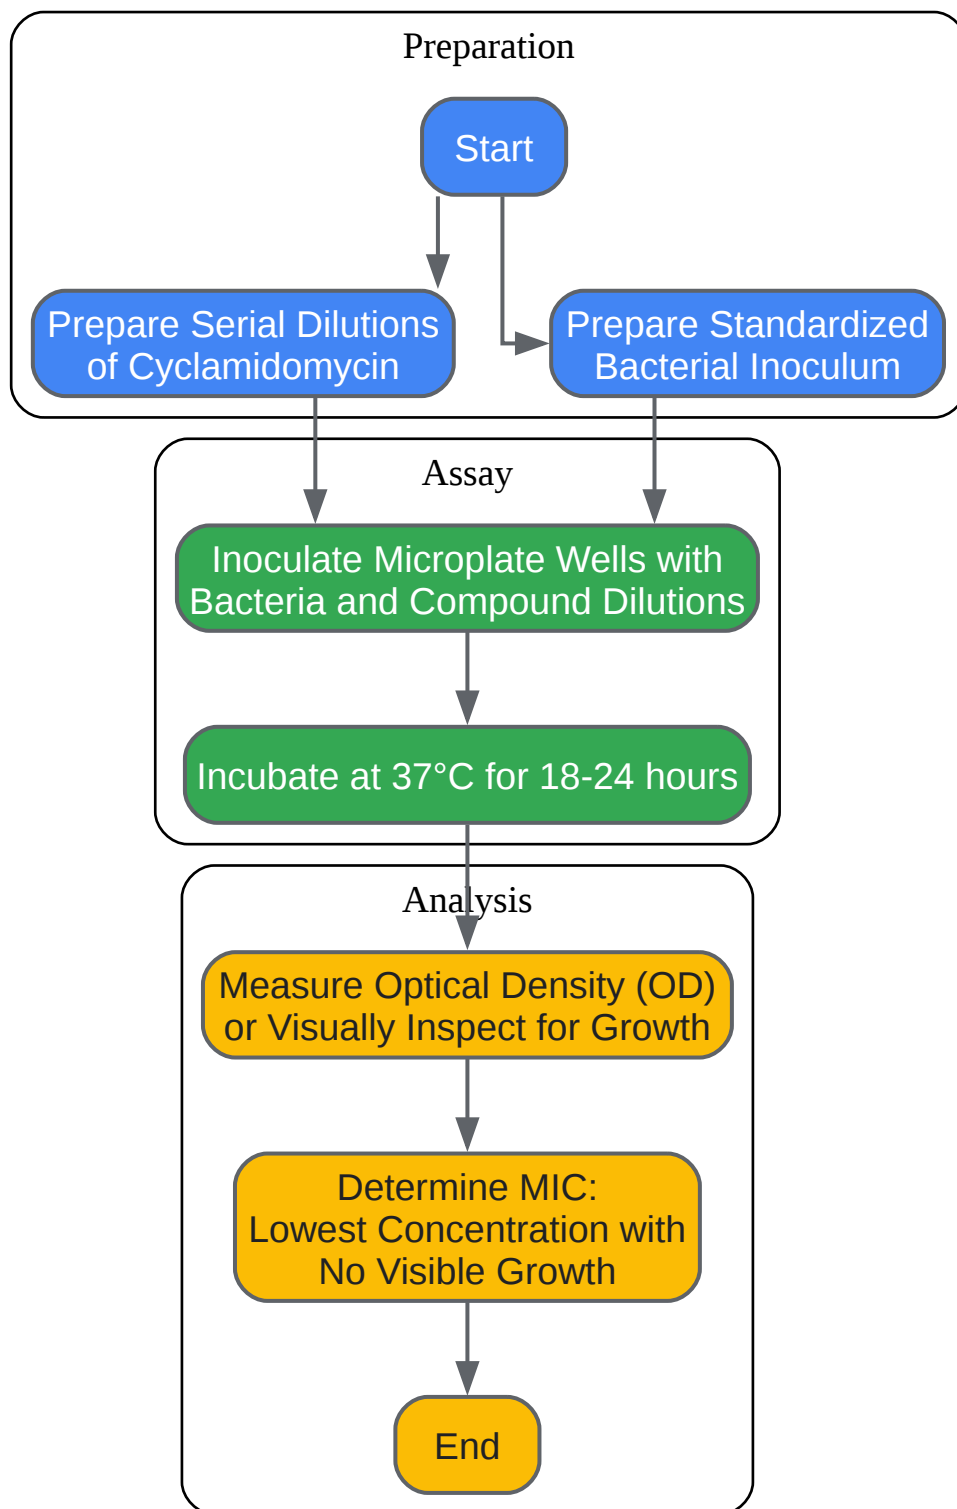 Preparation
Start
Prepare Serial Dilutions
of Cyclamidomycin
Prepare Standardized
Bacterial Inoculum
Assay
Inoculate Microplate Wells with
Bacteria and Compound Dilutions
Incubate at 37°C for 18-24 hours
Analysis
Measure Optical Density (OD)
or Visually Inspect for Growth
Determine MIC:
Lowest Concentration with
No Visible Growth
End